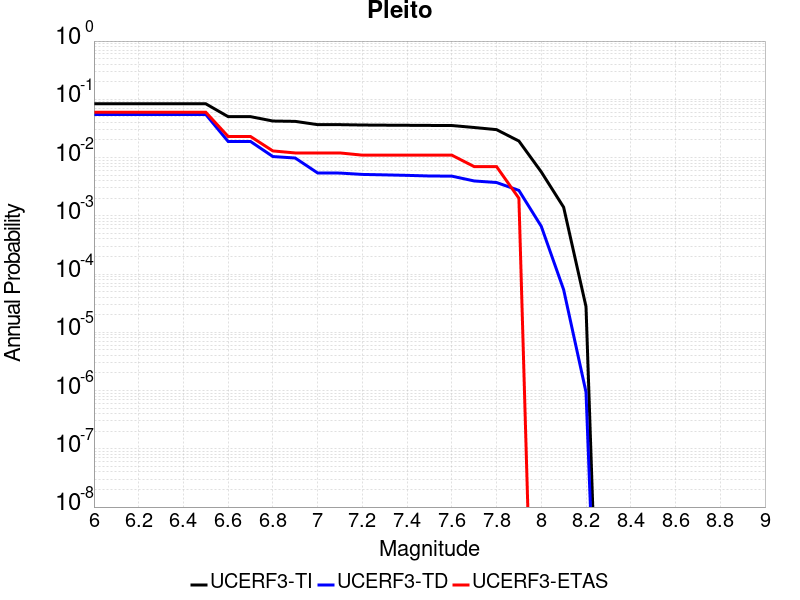 Pleito
10^0
10^-1
10^-2
10^-3
10^-4
10^-5
10^-6
10^-7
10^-8
Annual Probability
6 6.2 6.4 6.6 6.8 7 7.2 7.4 7.6 7.8 8 8.2 8.4 8.6 8.8 9
Magnitude
UCERF3-TI UCERF3-TD UCERF3-ETAS